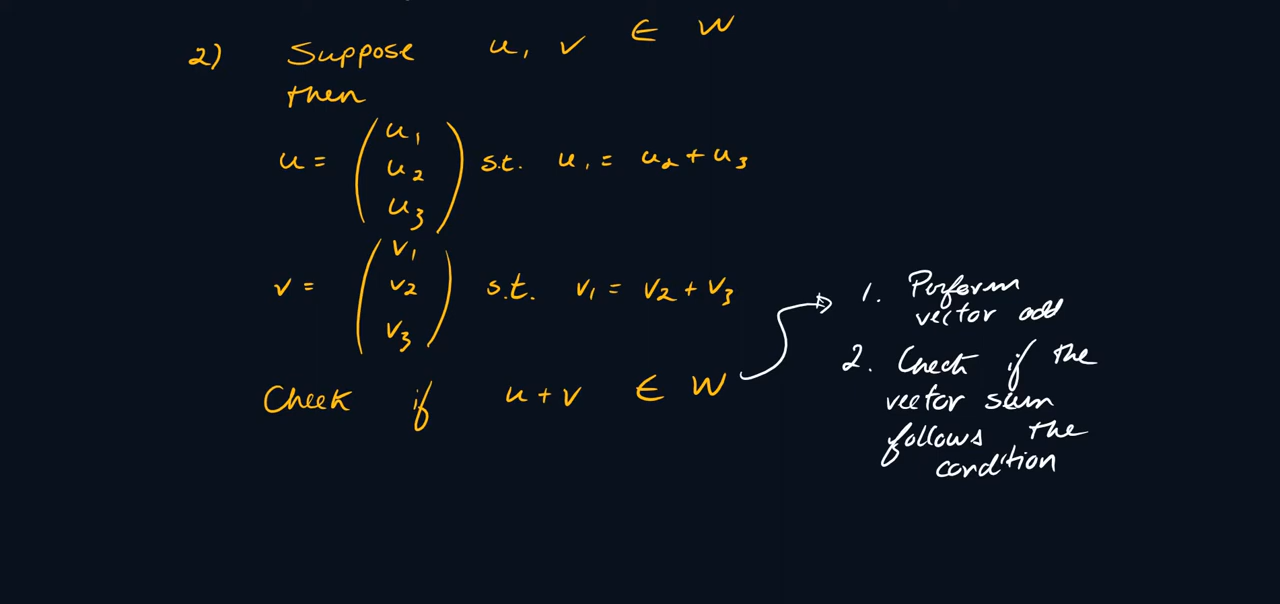 2) Suppose u, v ∈ W
then
u = ( u₁ u₂ u₃ ) s.t. u₁ = u₂ + u₃
v = ( v₁ v₂ v₃ ) s.t. v₁ = v₂ + v₃
Check if u + v ∈ W
1. Perform
vector add
2. Check if the
vector sum
follows the
condition